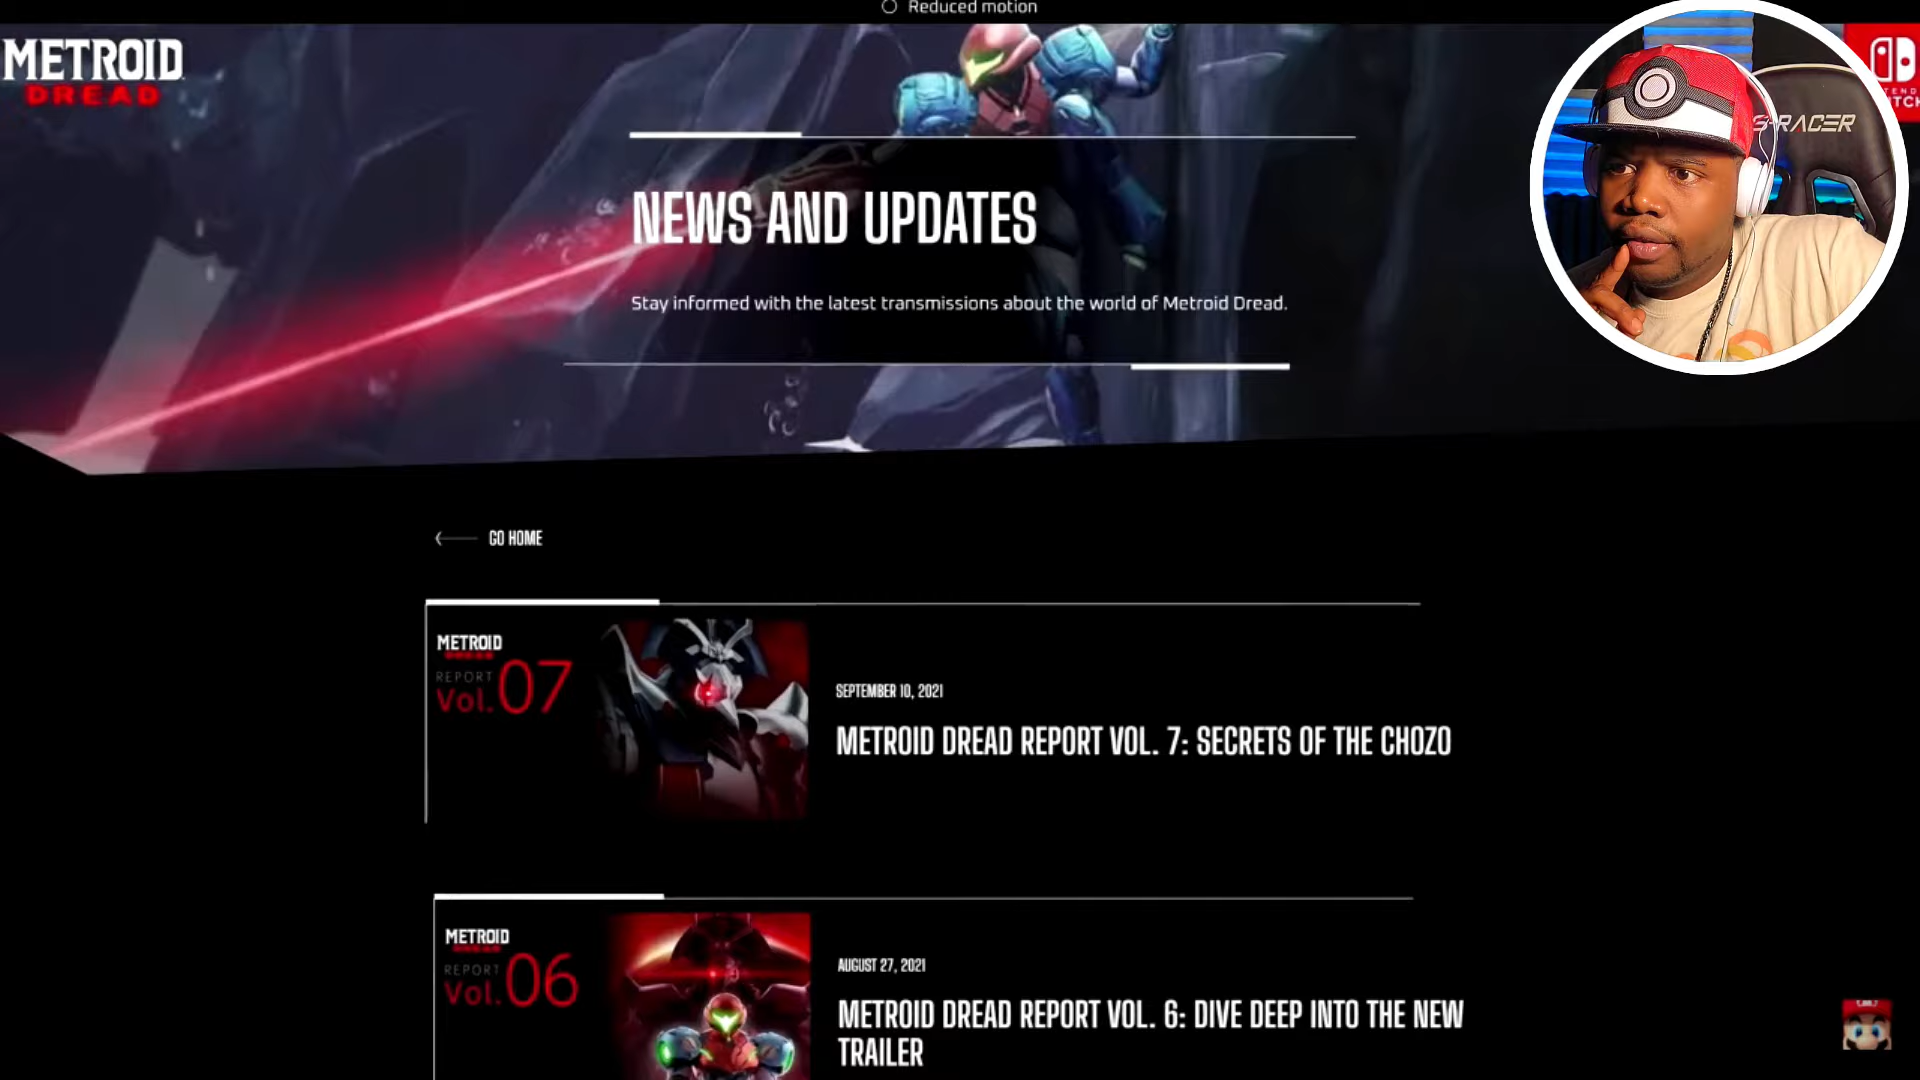 Reduced motion
METROID
DREAD
S-RACER
NEWS AND UPDATES
Stay informed with the latest transmissions about the world of Metroid Dread.
GO HOME
METROID
DREAD
REPORT
Vol. 07
SEPTEMBER 10, 2021
METROID DREAD REPORT VOL. 7: SECRETS OF THE CHOZO
METROID
DREAD
REPORT
Vol. 06
AUGUST 27, 2021
METROID DREAD REPORT VOL. 6: DIVE DEEP INTO THE NEW
TRAILER